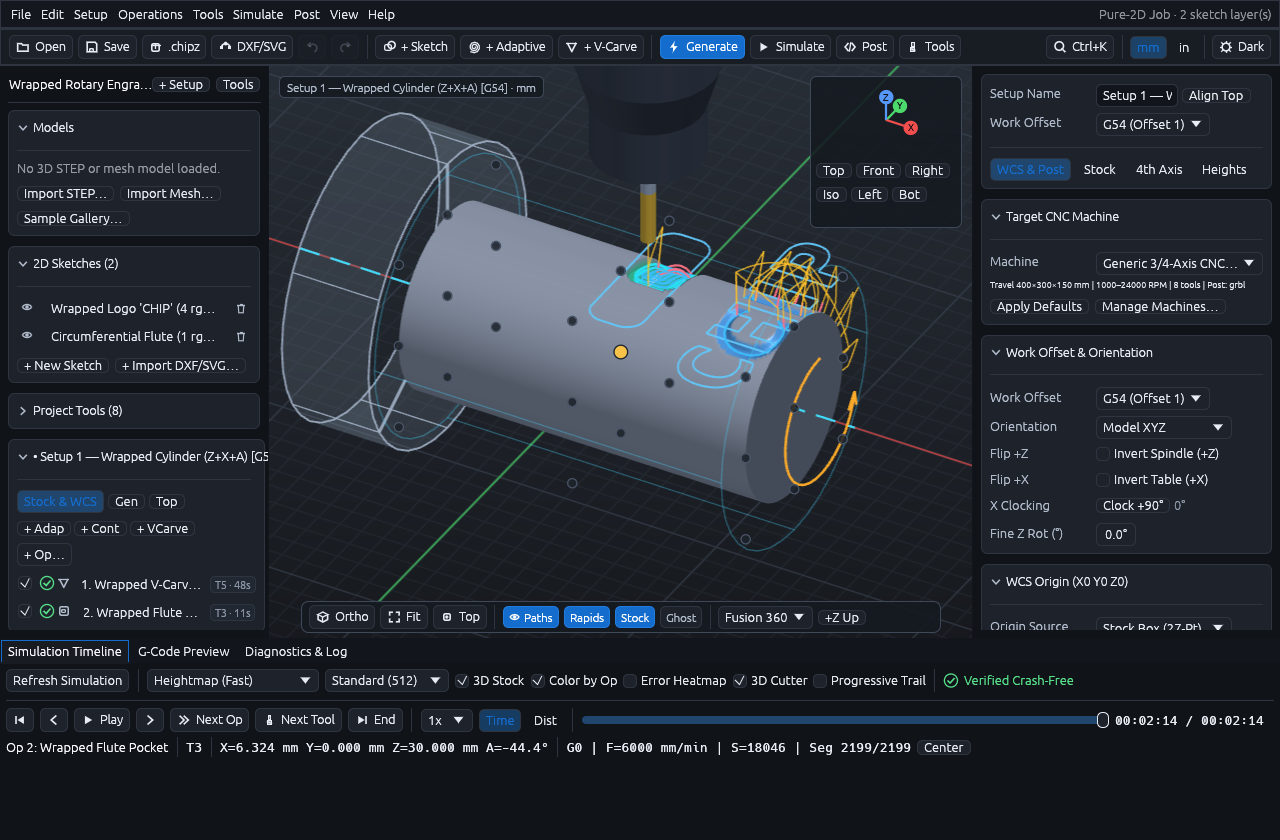 File Edit Setup Operations Tools Simulate Post View Help
Pure-2D Job · 2 sketch layer(s)
Open Save .chipz DXF/SVG + Sketch + Adaptive + V-Carve Generate Simulate Post Tools Ctrl+K mm in Dark
Wrapped Rotary Engra… + Setup Tools
Models
No 3D STEP or mesh model loaded.
Import STEP… Import Mesh…
Sample Gallery…
2D Sketches (2)
Wrapped Logo 'CHIP' (4 rg…
Circumferential Flute (1 rg…
+ New Sketch + Import DXF/SVG…
Project Tools (8)
• Setup 1 — Wrapped Cylinder (Z+X+A) [G5
Stock & WCS Gen Top
+ Adap + Cont + VCarve
+ Op…
1. Wrapped V-Carv… T5 · 48s
2. Wrapped Flute … T3 · 11s
Setup 1 — Wrapped Cylinder (Z+X+A) [G54] · mm
Z
Y
X
Top Front Right
Iso Left Bot
Ortho Fit Top Paths Rapids Stock Ghost Fusion 360 +Z Up
Setup Name Setup 1 — W Align Top
Work Offset G54 (Offset 1)
WCS & Post Stock 4th Axis Heights
Target CNC Machine
Machine Generic 3/4-Axis CNC…
Travel 400×300×150 mm | 1000–24000 RPM | 8 tools | Post: grbl
Apply Defaults Manage Machines…
Work Offset & Orientation
Work Offset G54 (Offset 1)
Orientation Model XYZ
Flip +Z Invert Spindle (+Z)
Flip +X Invert Table (+X)
X Clocking Clock +90° 0°
Fine Z Rot (°) 0.0°
WCS Origin (X0 Y0 Z0)
Origin Source Stock Box (27-Pt)
Simulation Timeline G-Code Preview Diagnostics & Log
Refresh Simulation Heightmap (Fast) Standard (512) 3D Stock Color by Op Error Heatmap 3D Cutter Progressive Trail Verified Crash-Free
Play Next Op Next Tool End 1x Time Dist 00:02:14 / 00:02:14
Op 2: Wrapped Flute Pocket T3 X=6.324 mm Y=0.000 mm Z=30.000 mm A=-44.4° G0 | F=6000 mm/min | S=18046 | Seg 2199/2199 Center